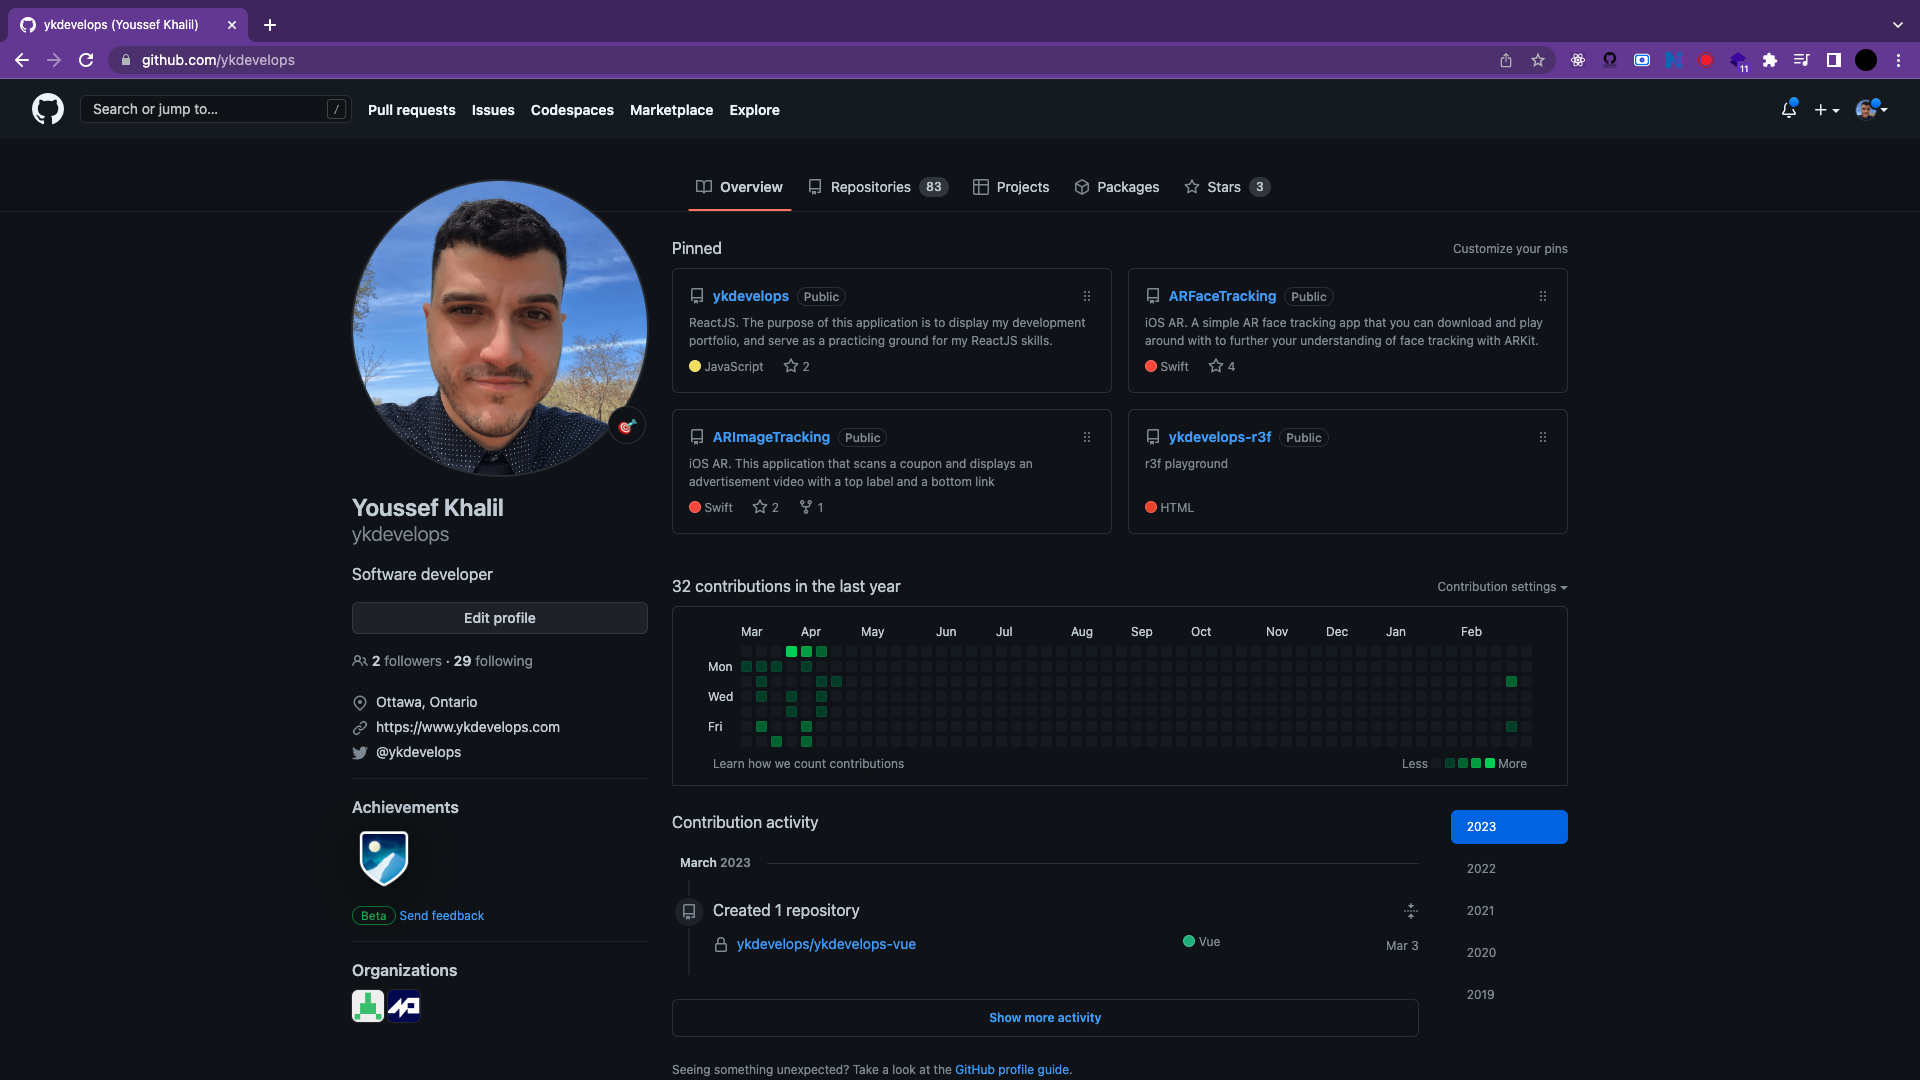 ykdevelops (Youssef Khalil)
github.com/ykdevelops
11
Search or jump to... /
Pull requests
Issues
Codespaces
Marketplace
Explore
Overview
Repositories 83
Projects
Packages
Stars 3
Youssef Khalil
ykdevelops
Software developer
Edit profile
2 followers · 29 following
Ottawa, Ontario
https://www.ykdevelops.com
@ykdevelops
Achievements
Beta Send feedback
Organizations
Pinned
Customize your pins
ykdevelops Public
ReactJS. The purpose of this application is to display my development
portfolio, and serve as a practicing ground for my ReactJS skills.
JavaScript 2
ARFaceTracking Public
iOS AR. A simple AR face tracking app that you can download and play
around with to further your understanding of face tracking with ARKit.
Swift 4
ARImageTracking Public
iOS AR. This application that scans a coupon and displays an
advertisement video with a top label and a bottom link
Swift 2 1
ykdevelops-r3f Public
r3f playground
HTML
32 contributions in the last year
Contribution settings
Mar Apr May Jun Jul Aug Sep Oct Nov Dec Jan Feb
Mon
Wed
Fri
Learn how we count contributions
Less More
Contribution activity
March 2023
Created 1 repository
ykdevelops/ykdevelops-vue Vue Mar 3
Show more activity
Seeing something unexpected? Take a look at the GitHub profile guide.
2023
2022
2021
2020
2019